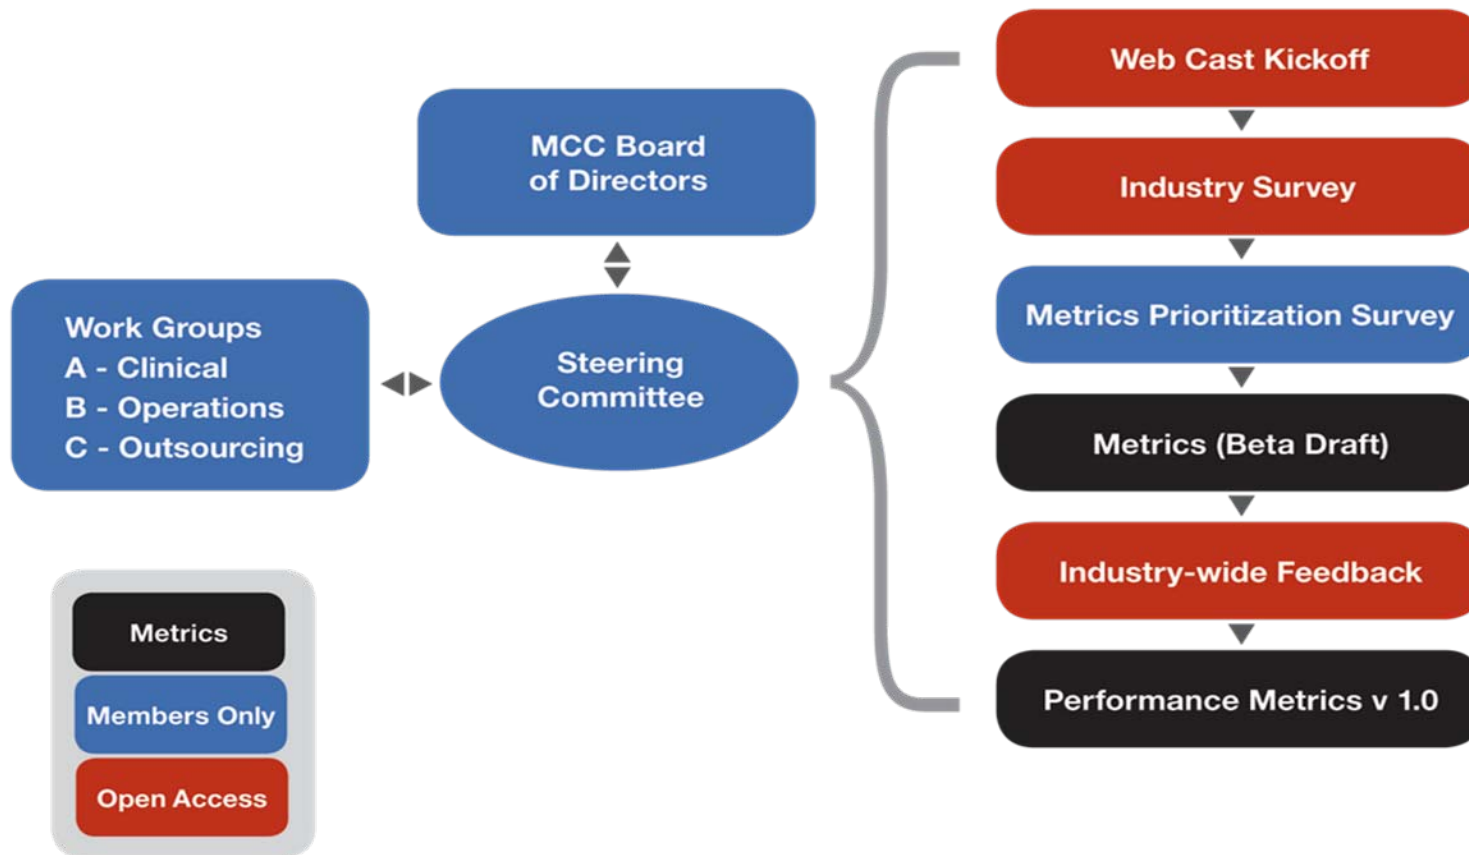 MCC Board
of Directors
Work Groups
A - Clinical
B - Operations
C - Outsourcing
Steering
Committee
Web Cast Kickoff
Industry Survey
Metrics Prioritization Survey
Metrics (Beta Draft)
Industry-wide Feedback
Performance Metrics v 1.0
Metrics
Members Only
Open Access